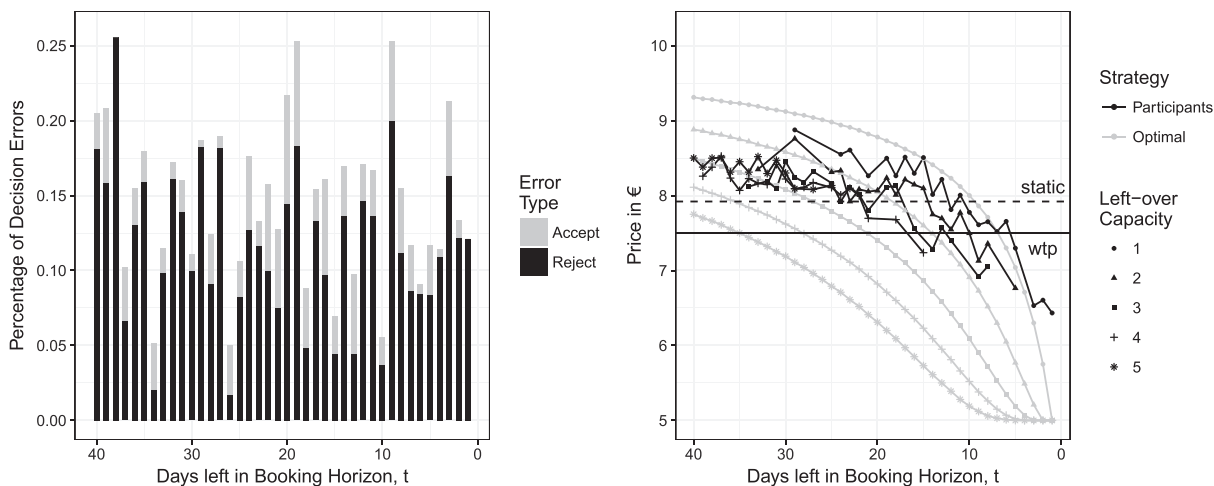 Percentage of Decision Errors
0.25
0.20
0.15
0.10
0.05
0.00
40
30
20
10
0
Days left in Booking Horizon, t
Error
Type
Accept
Reject
Price in €
10
9
8
7
6
5
static
wtp
40
30
20
10
0
Days left in Booking Horizon, t
Strategy
Participants
Optimal
Left-over
Capacity
1
2
3
4
5